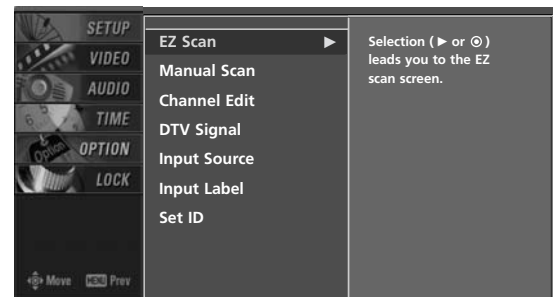 SETUP
VIDEO
AUDIO
TIME
OPTION
LOCK
Move MENU Prev
EZ Scan ▶
Manual Scan
Channel Edit
DTV Signal
Input Source
Input Label
Set ID
Selection ( ▶ or ⊙ )
leads you to the EZ
scan screen.